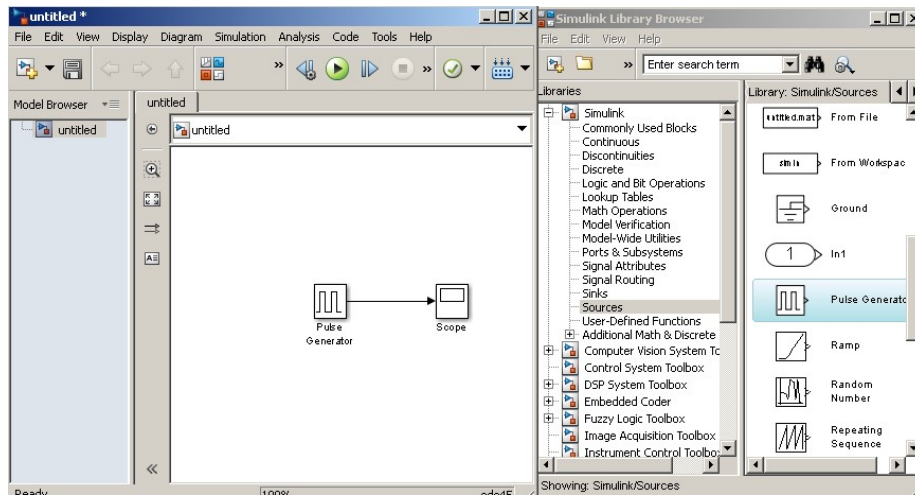 untitled *
File Edit View Display Diagram Simulation Analysis Code Tools Help
Model Browser
untitled
untitled
untitled
Pulse
Generator
Scope
Ready
100%
Simulink Library Browser
File Edit View Help
Enter search term
Libraries
Library: Simulink/Sources
Simulink
Commonly Used Blocks
Continuous
Discontinuities
Discrete
Logic and Bit Operations
Lookup Tables
Math Operations
Model Verification
Model-Wide Utilities
Ports & Subsystems
Signal Attributes
Signal Routing
Sinks
Sources
User-Defined Functions
Additional Math & Discrete
Computer Vision System To
Control System Toolbox
DSP System Toolbox
Embedded Coder
Fuzzy Logic Toolbox
Image Acquisition Toolbox
Instrument Control Toolbo
untitled.mat
From File
simin
From Workspac
Ground
1
In1
Pulse Generato
Ramp
Random
Number
Repeating
Sequence
Showing: Simulink/Sources